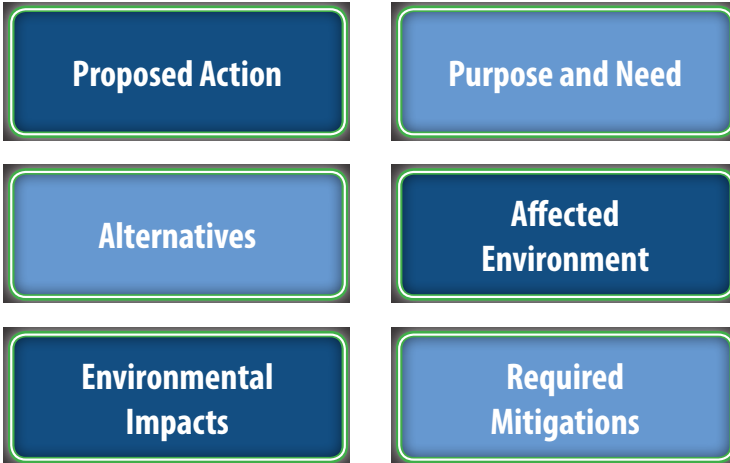 Proposed Action
Purpose and Need
Alternatives
Affected
Environment
Environmental
Impacts
Required
Mitigations